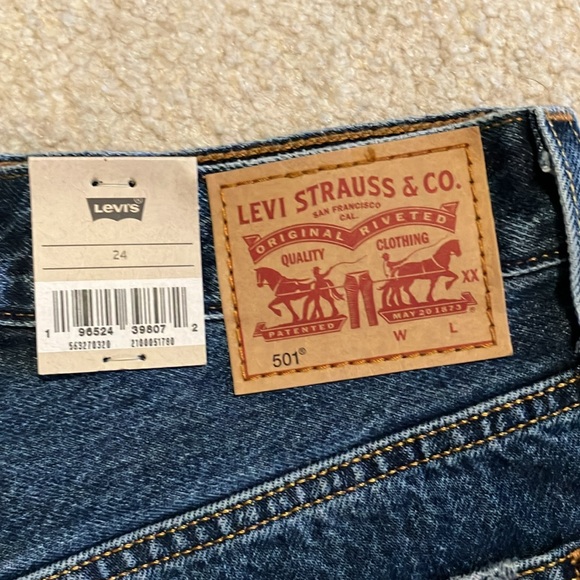 LEVI'S
24
1 96524 39807 2
563270320 2100051780
LEVI STRAUSS & CO.
SAN FRANCISCO
CAL.
ORIGINAL RIVETED
QUALITY CLOTHING
XX
PATENTED MAY 20 1873
501® W L